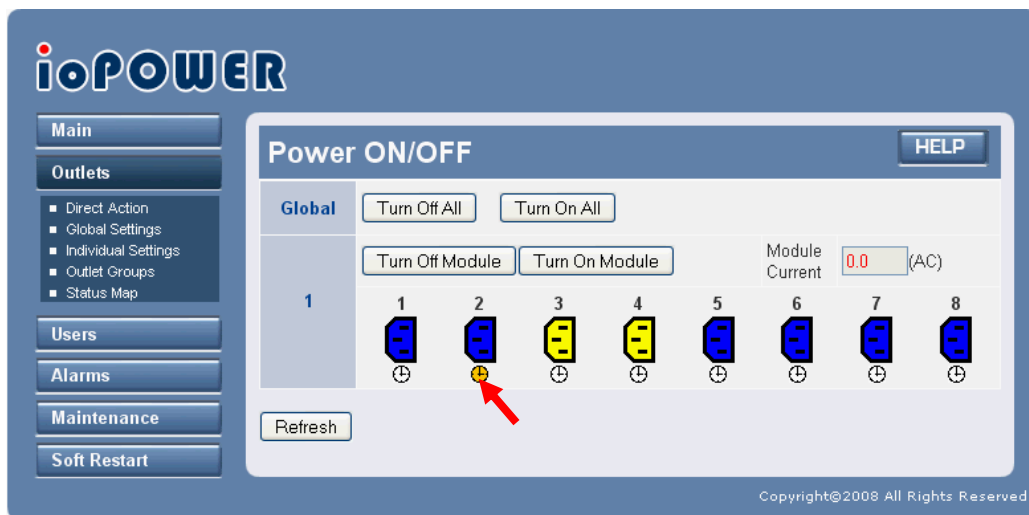 ioPOWER
Main
Outlets
Direct Action
Global Settings
Individual Settings
Outlet Groups
Status Map
Users
Alarms
Maintenance
Soft Restart
Power ON/OFF
HELP
Global
Turn Off All
Turn On All
1
Turn Off Module
Turn On Module
Module
Current
0.0
(AC)
1 2 3 4 5 6 7 8
Refresh
Copyright©2008 All Rights Reserved